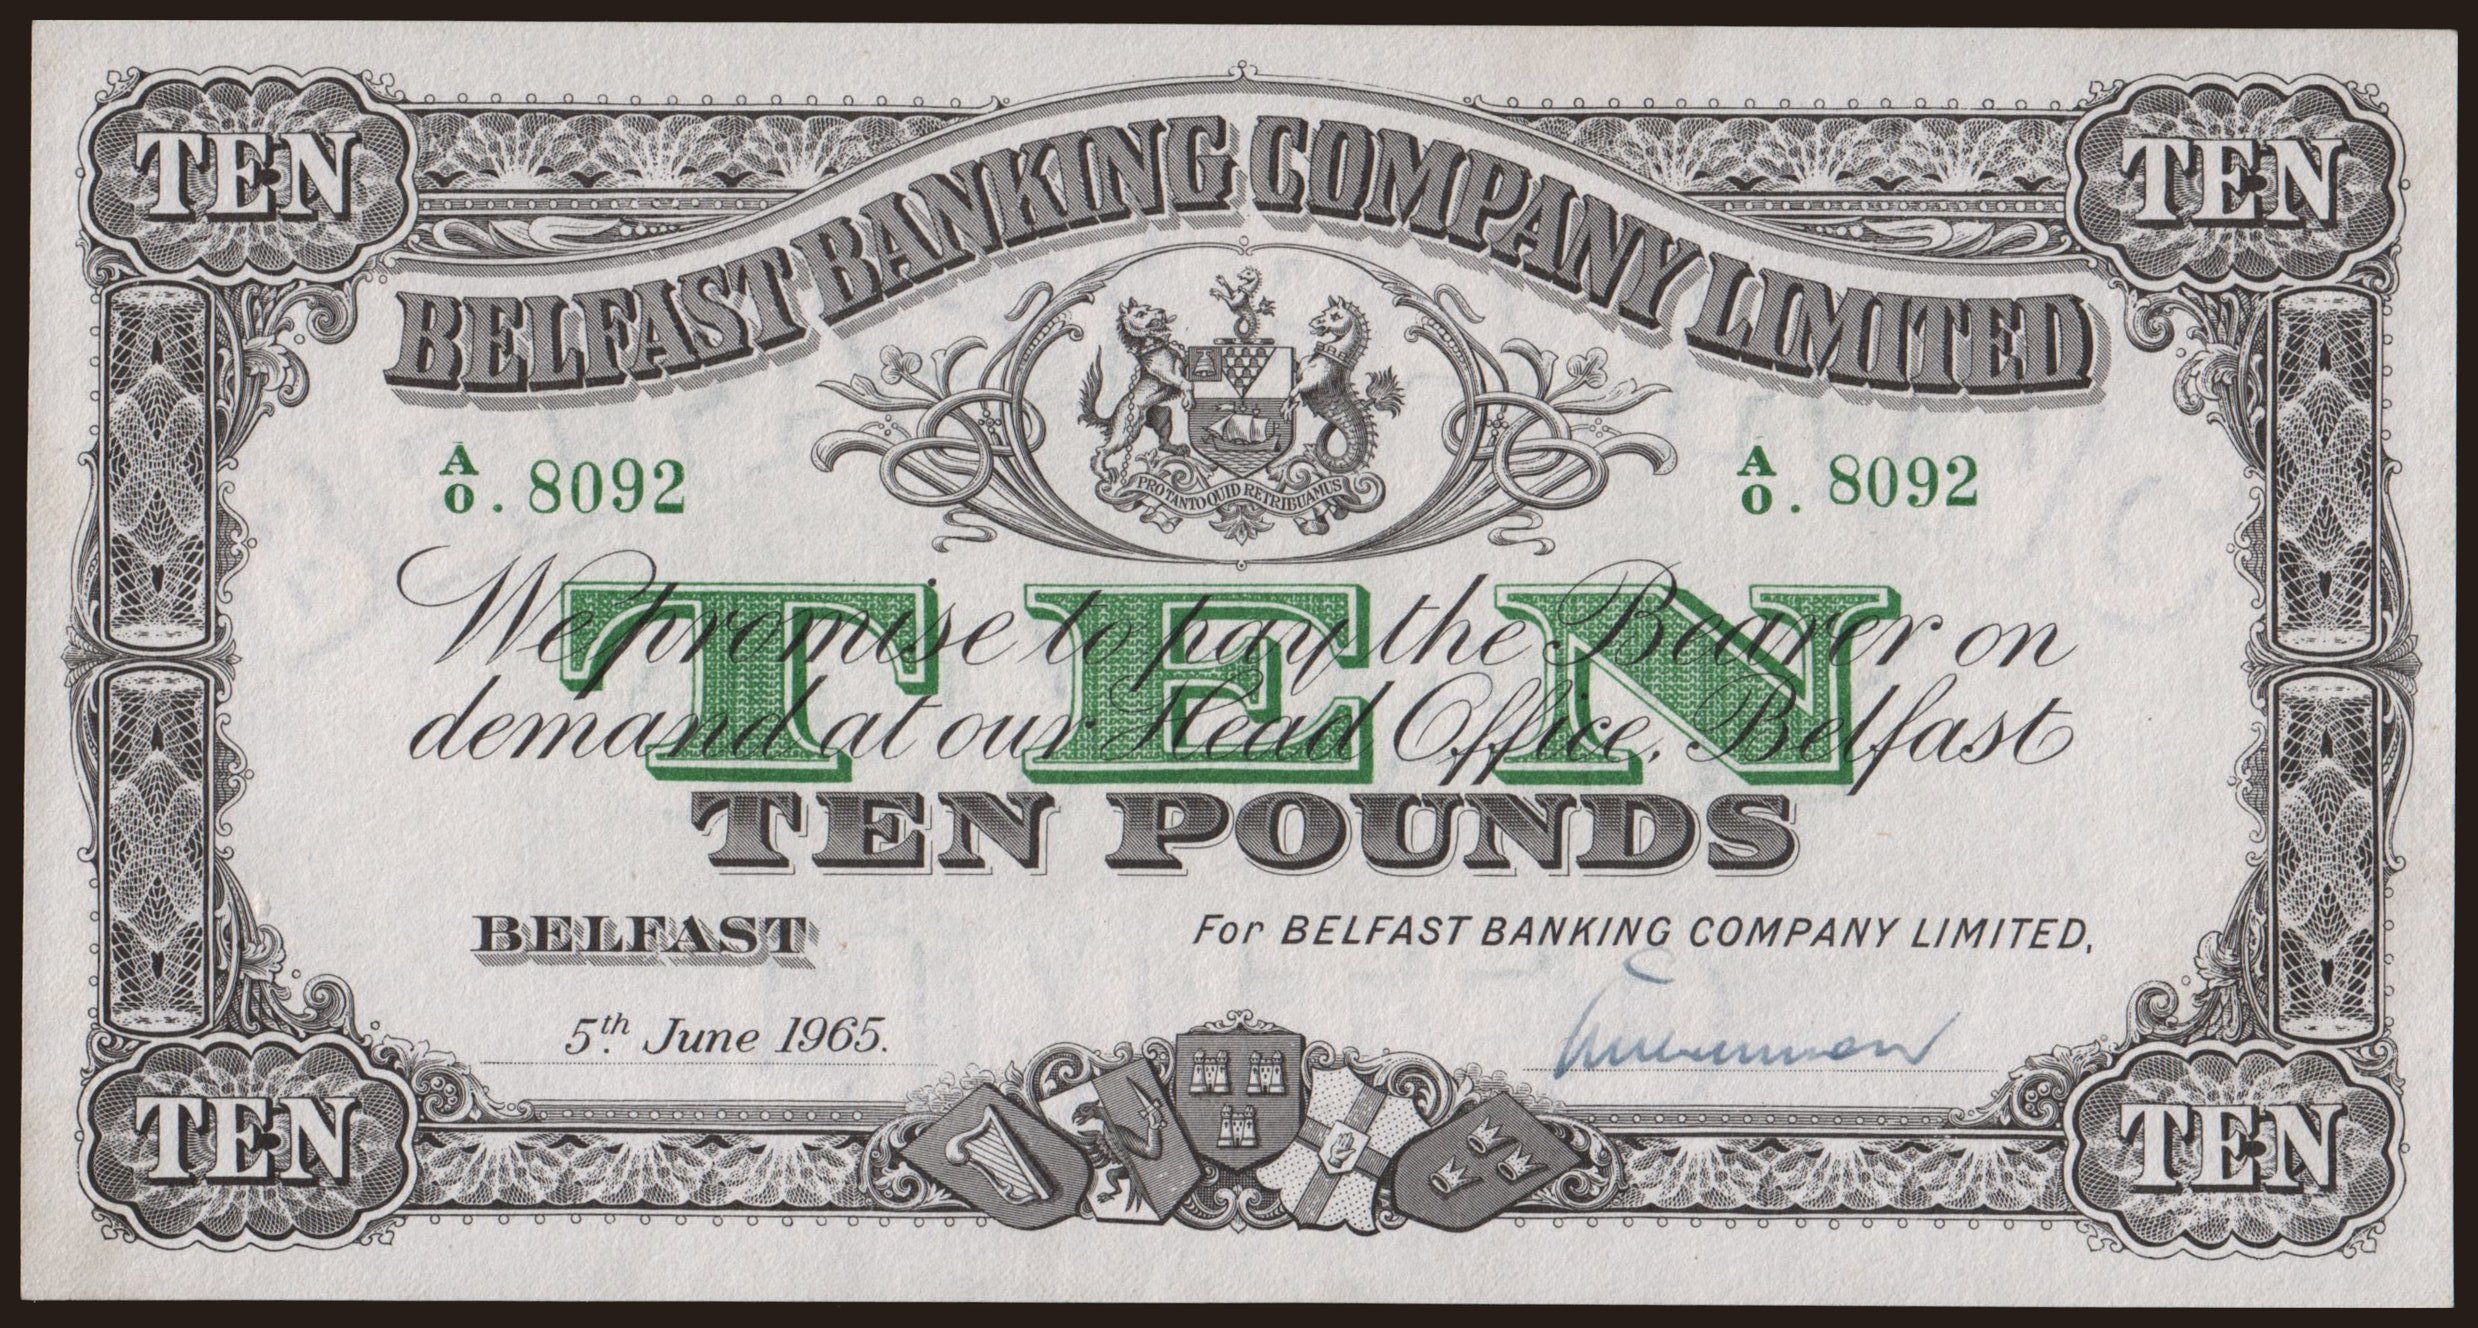 TEN TEN
BELFAST BANKING COMPANY LIMITED
A/O. 8092 A/O. 8092
PRO TANTO QUID RETRIBUAMUS
TEN
We promise to pay the Bearer on
demand at our Head Office, Belfast
TEN POUNDS
BELFAST
For BELFAST BANKING COMPANY LIMITED,
5th June 1965.
TEN TEN